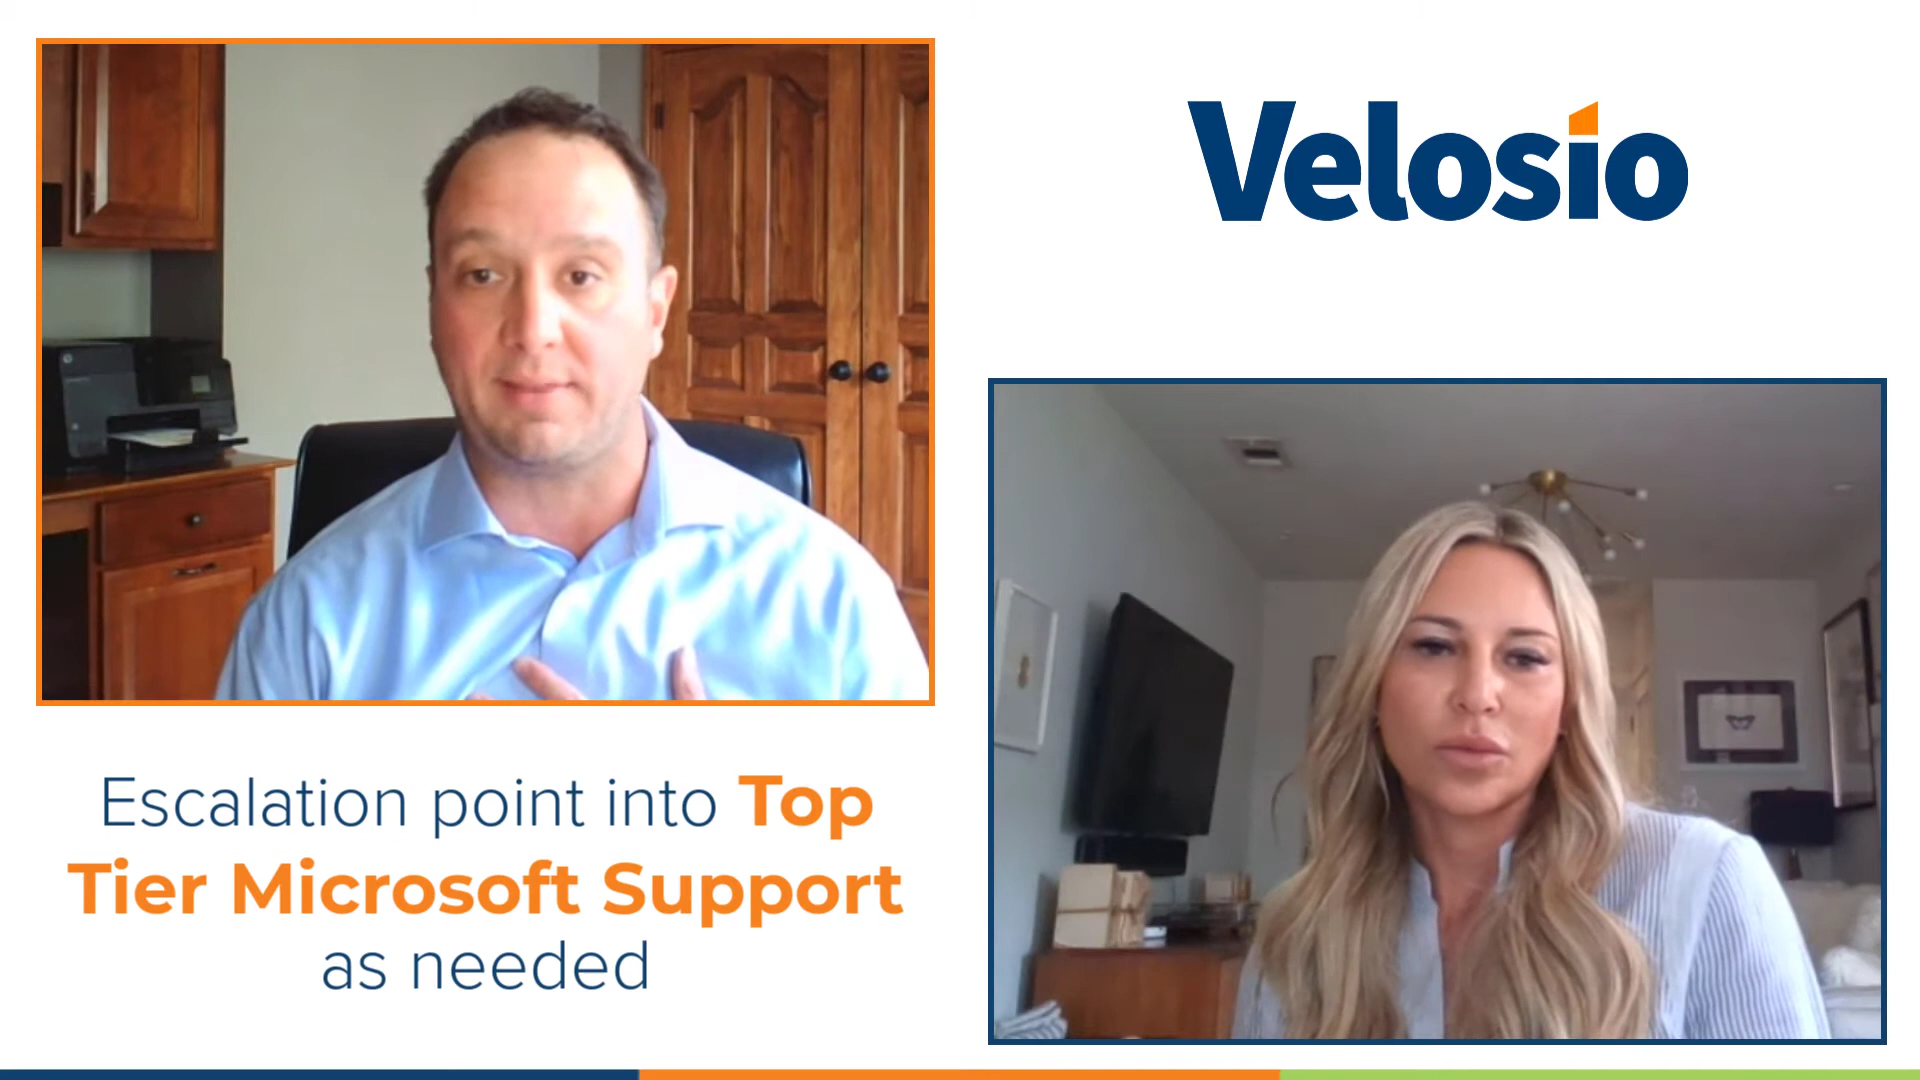 Velosio
Escalation point into Top
Tier Microsoft Support
as needed